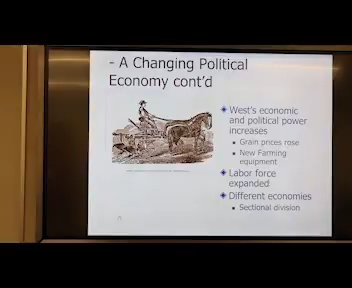 - A Changing Political
Economy cont'd
West's economic
and political power
increases
Grain prices rose
New Farming
equipment
Labor force
expanded
Different economies
Sectional division